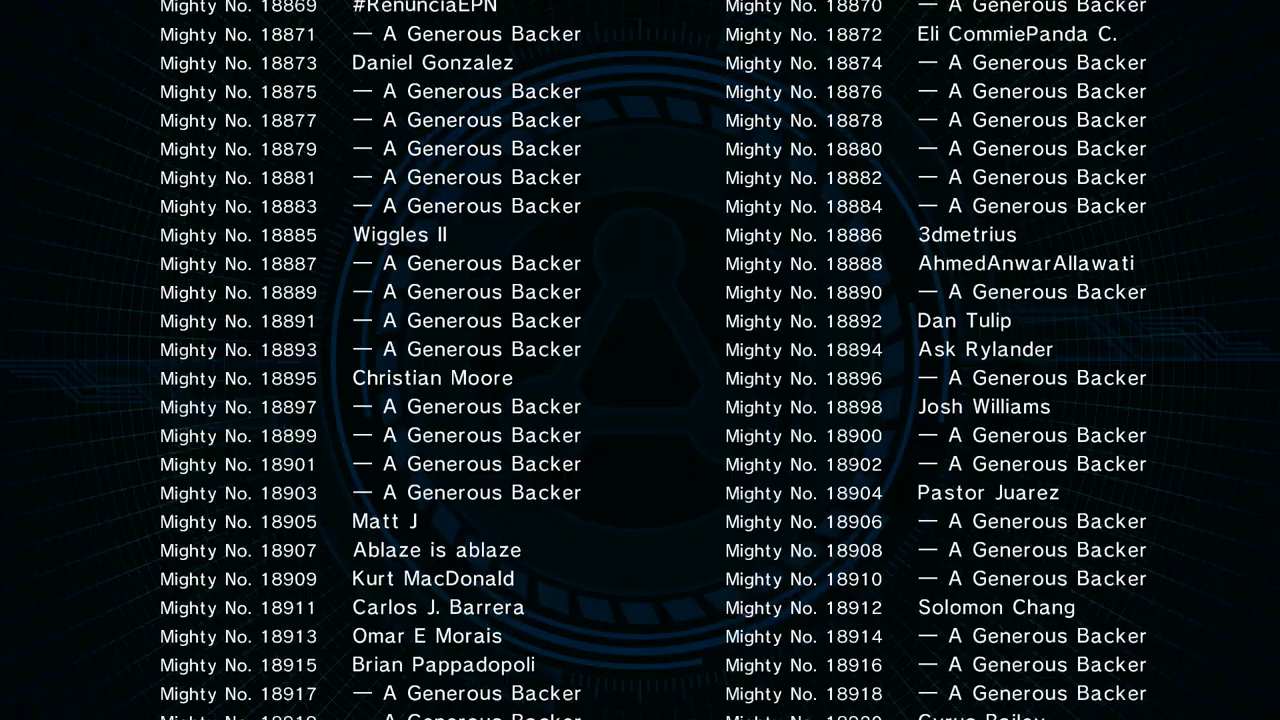 Mighty No. 18869 #RenunciaEPN Mighty No. 18870 — A Generous Backer
Mighty No. 18871 — A Generous Backer Mighty No. 18872 Eli CommiePanda C.
Mighty No. 18873 Daniel Gonzalez Mighty No. 18874 — A Generous Backer
Mighty No. 18875 — A Generous Backer Mighty No. 18876 — A Generous Backer
Mighty No. 18877 — A Generous Backer Mighty No. 18878 — A Generous Backer
Mighty No. 18879 — A Generous Backer Mighty No. 18880 — A Generous Backer
Mighty No. 18881 — A Generous Backer Mighty No. 18882 — A Generous Backer
Mighty No. 18883 — A Generous Backer Mighty No. 18884 — A Generous Backer
Mighty No. 18885 Wiggles II Mighty No. 18886 3dmetrius
Mighty No. 18887 — A Generous Backer Mighty No. 18888 AhmedAnwarAllawati
Mighty No. 18889 — A Generous Backer Mighty No. 18890 — A Generous Backer
Mighty No. 18891 — A Generous Backer Mighty No. 18892 Dan Tulip
Mighty No. 18893 — A Generous Backer Mighty No. 18894 Ask Rylander
Mighty No. 18895 Christian Moore Mighty No. 18896 — A Generous Backer
Mighty No. 18897 — A Generous Backer Mighty No. 18898 Josh Williams
Mighty No. 18899 — A Generous Backer Mighty No. 18900 — A Generous Backer
Mighty No. 18901 — A Generous Backer Mighty No. 18902 — A Generous Backer
Mighty No. 18903 — A Generous Backer Mighty No. 18904 Pastor Juarez
Mighty No. 18905 Matt J Mighty No. 18906 — A Generous Backer
Mighty No. 18907 Ablaze is ablaze Mighty No. 18908 — A Generous Backer
Mighty No. 18909 Kurt MacDonald Mighty No. 18910 — A Generous Backer
Mighty No. 18911 Carlos J. Barrera Mighty No. 18912 Solomon Chang
Mighty No. 18913 Omar E Morais Mighty No. 18914 — A Generous Backer
Mighty No. 18915 Brian Pappadopoli Mighty No. 18916 — A Generous Backer
Mighty No. 18917 — A Generous Backer Mighty No. 18918 — A Generous Backer